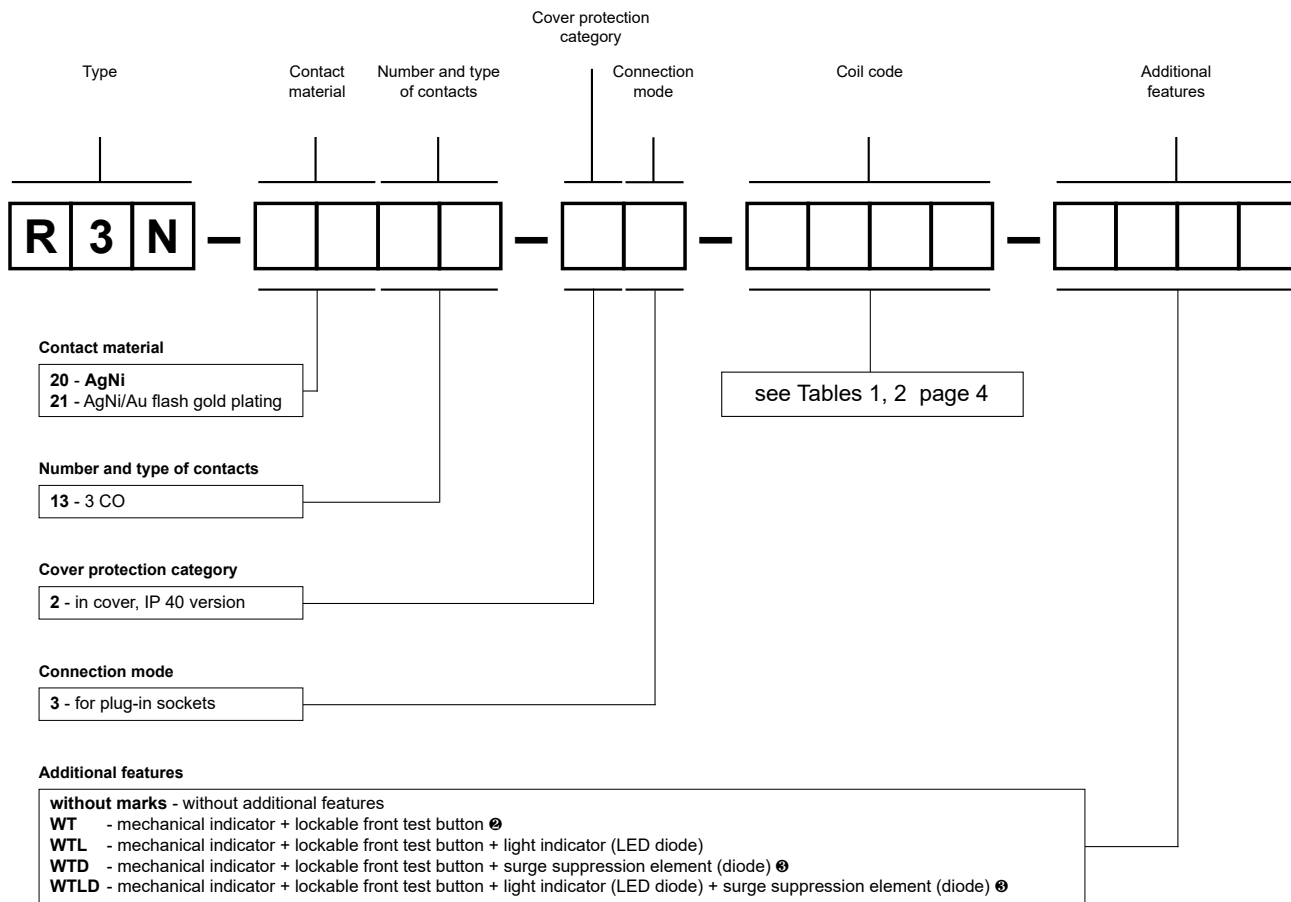 Cover protection
category
Type
Contact
material
Number and type
of contacts
Connection
mode
Coil code
Additional
features
R 3 N – – – –
Contact material
20 - AgNi
21 - AgNi/Au flash gold plating
see Tables 1, 2 page 4
Number and type of contacts
13 - 3 CO
Cover protection category
2 - in cover, IP 40 version
Connection mode
3 - for plug-in sockets
Additional features
without marks - without additional features
WT - mechanical indicator + lockable front test button ❷
WTL - mechanical indicator + lockable front test button + light indicator (LED diode)
WTD - mechanical indicator + lockable front test button + surge suppression element (diode) ❸
WTLD - mechanical indicator + lockable front test button + light indicator (LED diode) + surge suppression element (diode) ❸